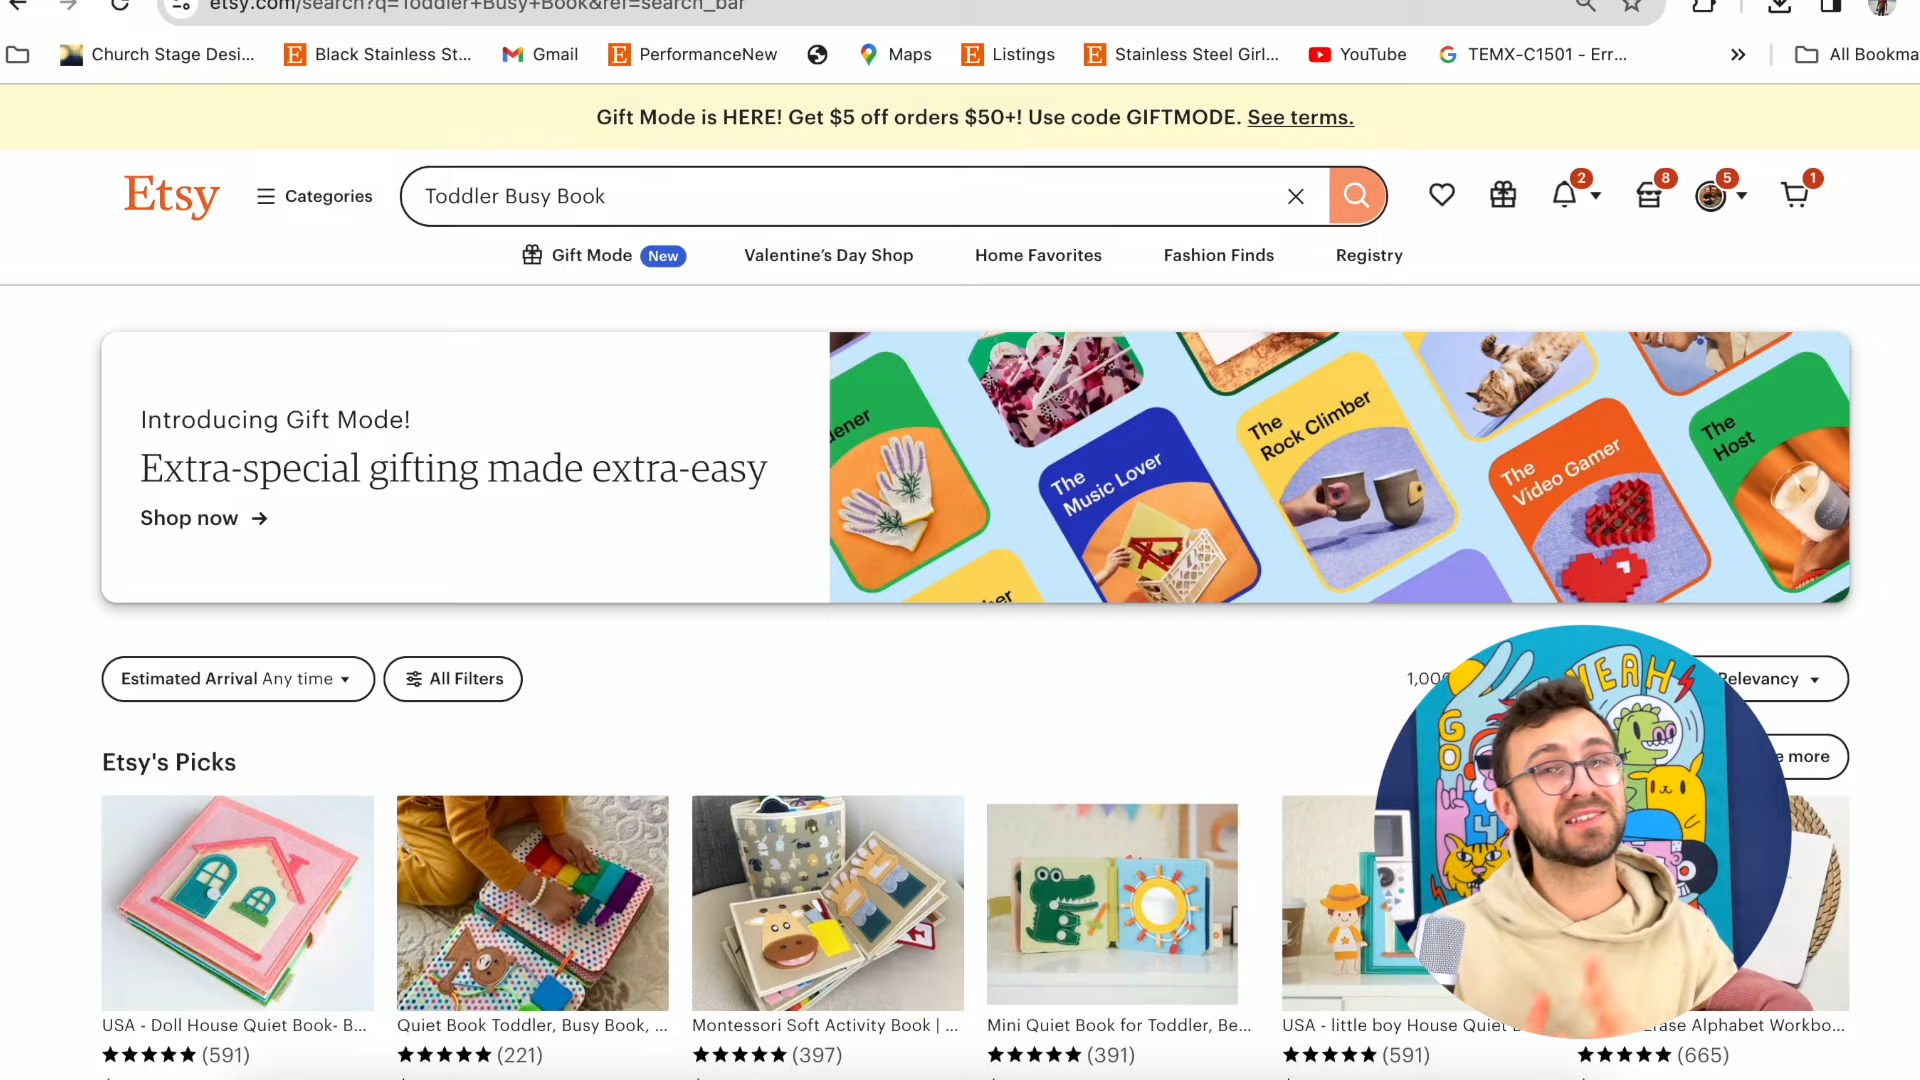 etsy.com/search?q=Toddler+Busy+Book&ref=search_bar
Church Stage Desi...
Black Stainless St...
Gmail
PerformanceNew
Maps
Listings
Stainless Steel Girl...
YouTube
TEMX-C1501 - Err...
All Bookma
Gift Mode is HERE! Get $5 off orders $50+! Use code GIFTMODE. See terms.
Etsy
Categories
Toddler Busy Book
2
8
5
1
Gift Mode New
Valentine's Day Shop
Home Favorites
Fashion Finds
Registry
Introducing Gift Mode!
Extra-special gifting made extra-easy
Shop now →
The
Music Lover
The
Rock Climber
The
Video Gamer
The
Host
Estimated Arrival Any time
All Filters
1,000
Relevancy
more
YEAH
GO
Etsy's Picks
USA - Doll House Quiet Book- B...
Quiet Book Toddler, Busy Book, ...
Montessori Soft Activity Book | ...
Mini Quiet Book for Toddler, Be...
USA - little boy House Quiet
Erase Alphabet Workbo...
(591)
(221)
(397)
(391)
(591)
(665)